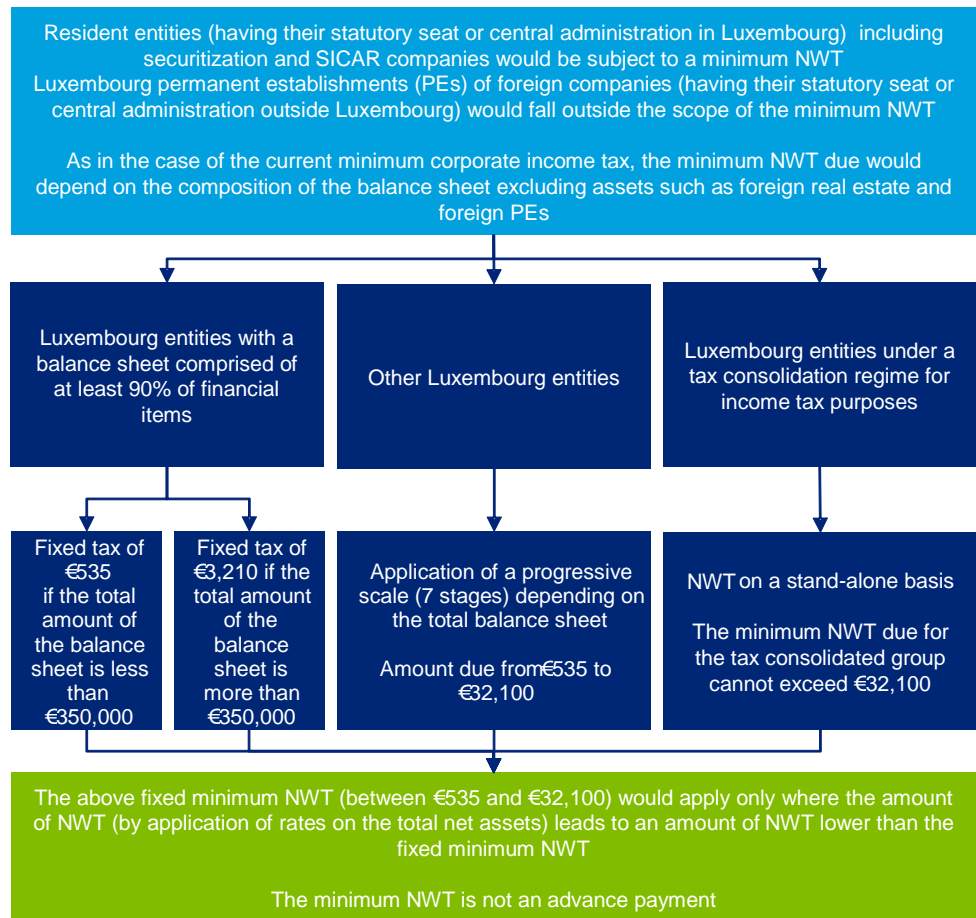 Resident entities (having their statutory seat or central administration in Luxembourg) including
securitization and SICAR companies would be subject to a minimum NWT
Luxembourg permanent establishments (PEs) of foreign companies (having their statutory seat or
central administration outside Luxembourg) would fall outside the scope of the minimum NWT
As in the case of the current minimum corporate income tax, the minimum NWT due would
depend on the composition of the balance sheet excluding assets such as foreign real estate and
foreign PEs
Luxembourg entities with a
balance sheet comprised of
at least 90% of financial
items
Other Luxembourg entities
Luxembourg entities under a
tax consolidation regime for
income tax purposes
Fixed tax of
€535
if the total
amount of
the balance
sheet is less
than
€350,000
Fixed tax of
€3,210 if the
total amount
of the
balance
sheet is
more than
€350,000
Application of a progressive
scale (7 stages) depending on
the total balance sheet
Amount due from€535 to
€32,100
NWT on a stand-alone basis
The minimum NWT due for
the tax consolidated group
cannot exceed €32,100
The above fixed minimum NWT (between €535 and €32,100) would apply only where the amount
of NWT (by application of rates on the total net assets) leads to an amount of NWT lower than the
fixed minimum NWT
The minimum NWT is not an advance payment